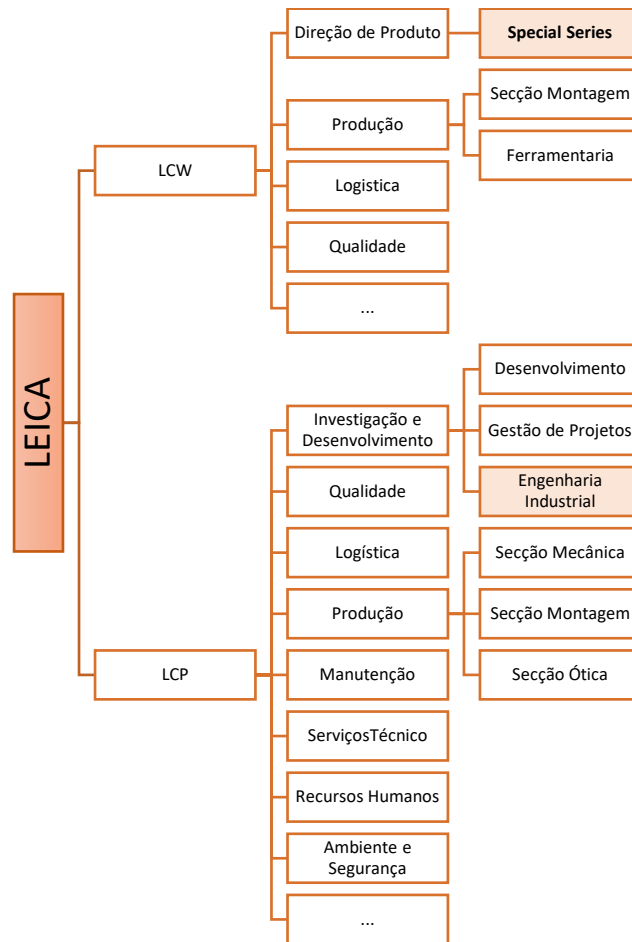 LEICA
LCW
Direção de Produto
Special Series
Produção
Secção Montagem
Ferramentaria
Logistica
Qualidade
...
LCP
Investigação e
Desenvolvimento
Desenvolvimento
Gestão de Projetos
Engenharia
Industrial
Qualidade
Logística
Produção
Secção Mecânica
Secção Montagem
Secção Ótica
Manutenção
ServiçosTécnico
Recursos Humanos
Ambiente e
Segurança
...